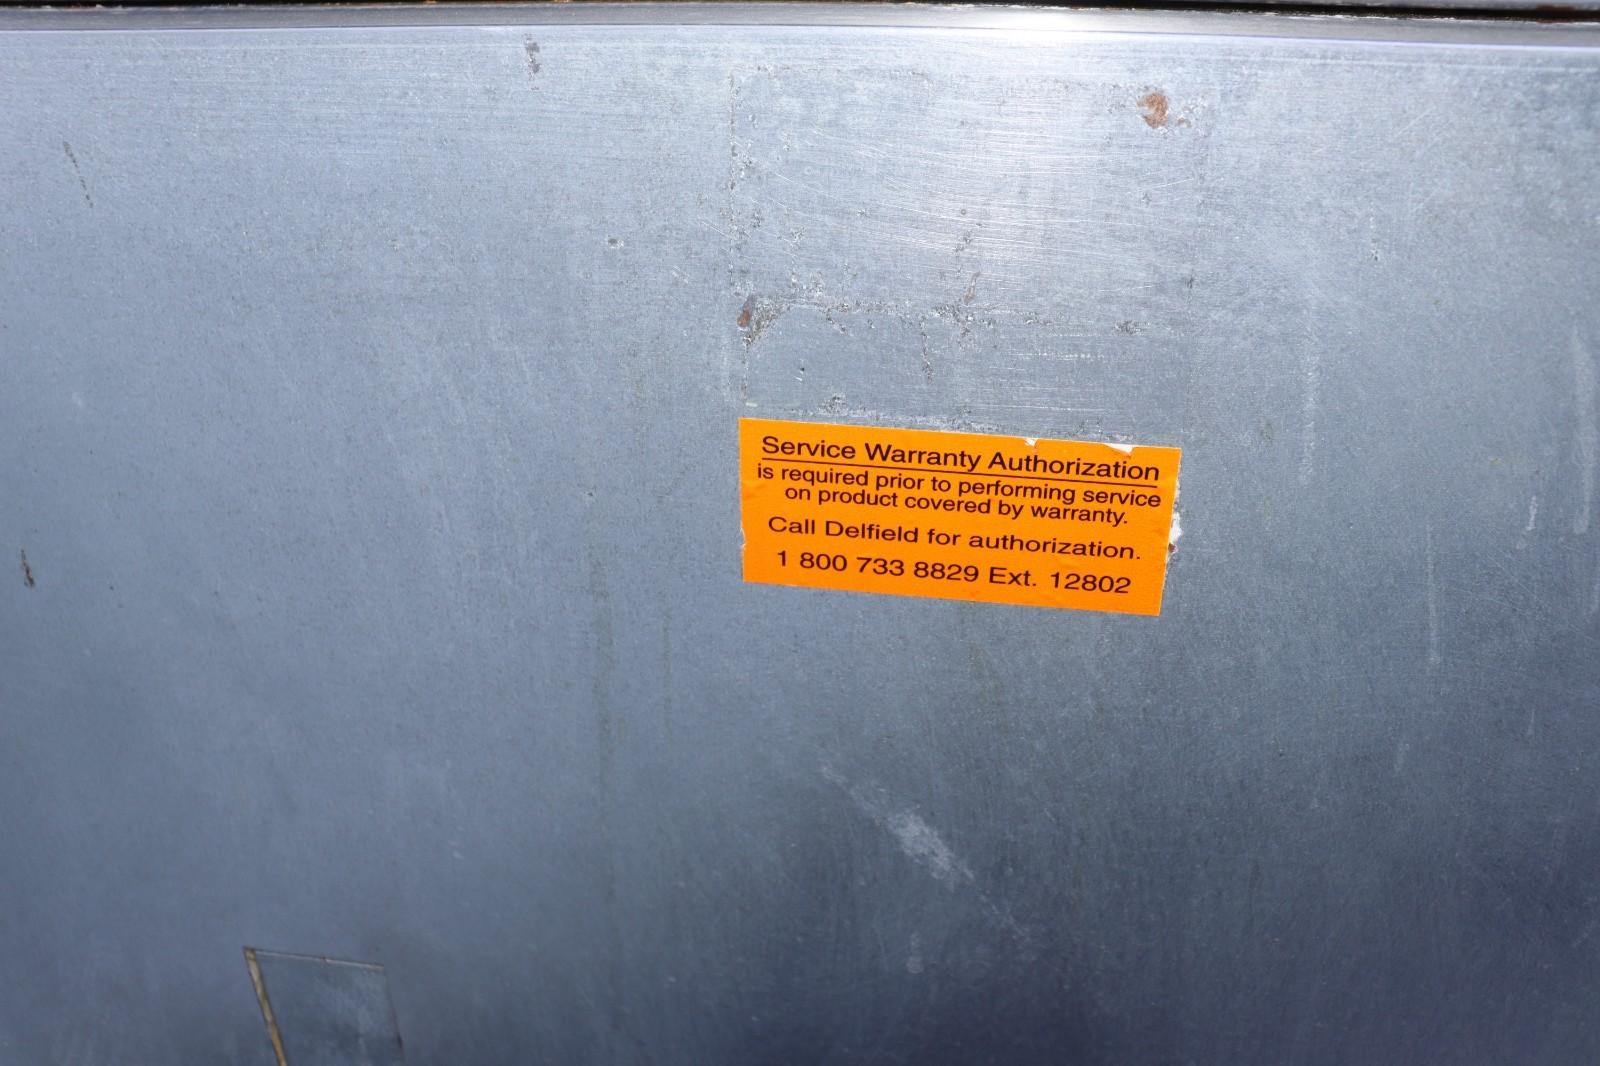 Service Warranty Authorization
is required prior to performing service
on product covered by warranty.
Call Delfield for authorization.
1 800 733 8829 Ext. 12802